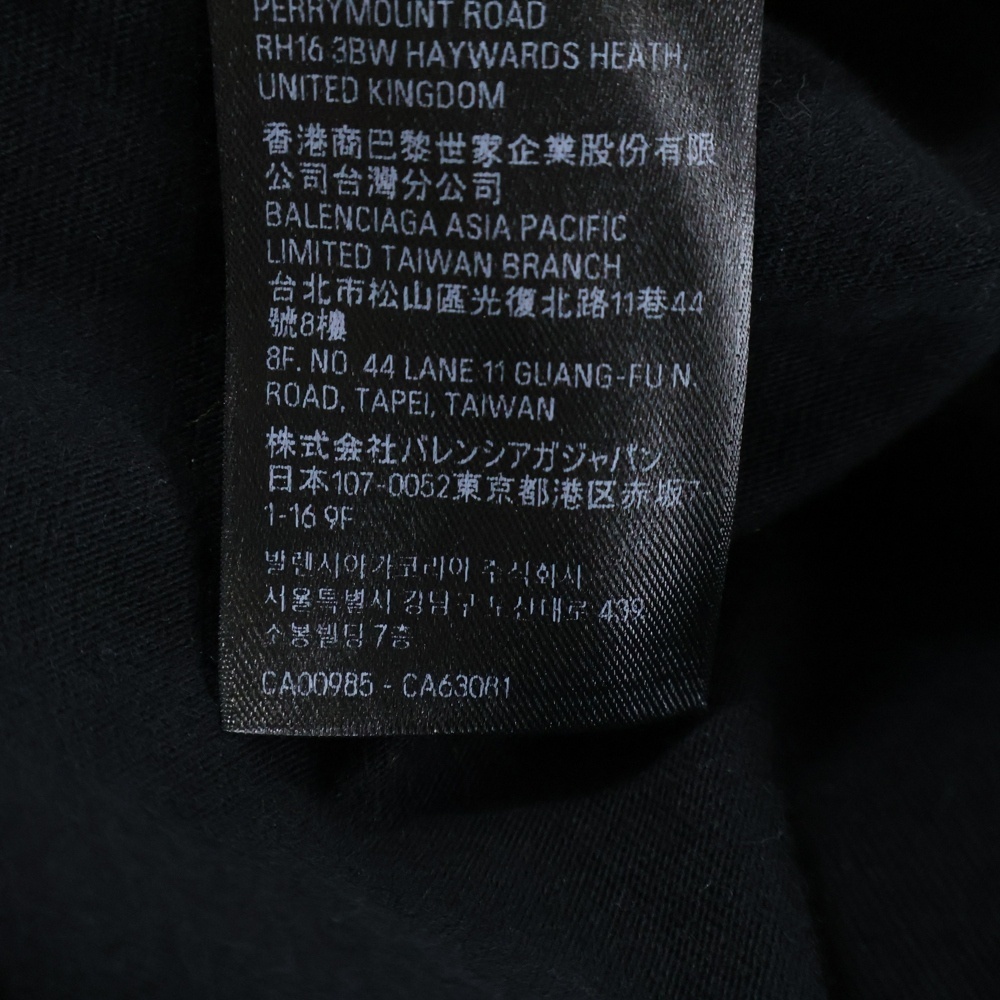 PERRYMOUNT ROAD
RH16 3BW HAYWARDS HEATH,
UNITED KINGDOM
香港商巴黎世家企業股份有限
公司台灣分公司
BALENCIAGA ASIA PACIFIC
LIMITED TAIWAN BRANCH
台北市松山區光復北路11巷44
號8樓
8F. NO. 44 LANE 11 GUANG-FU N.
ROAD, TAPEI, TAIWAN
株式会社バレンシアガジャパン
日本107-0052東京都港区赤坂7-
1-16 9F
발렌시아가코리아 주식회사
서울특별시 강남구 도산대로 439,
소봉빌딩 7층
CA00985 - CA63081